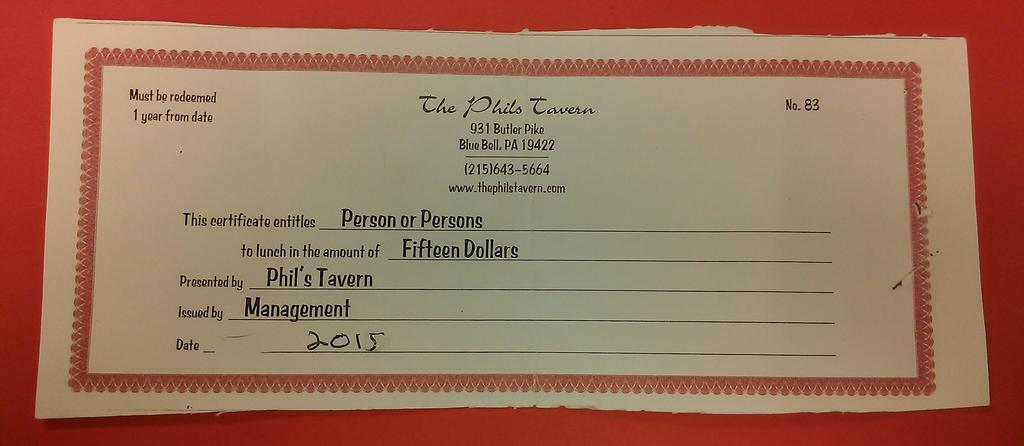 Must be redeemed
1 year from date
The Phils Tavern
No. 83
931 Butler Pike
Blue Bell, PA 19422
(215)643-5664
www.thephilstavern.com
This certificate entitles Person or Persons
to lunch in the amount of Fifteen Dollars
Presented by Phil's Tavern
Issued by Management
Date 2015